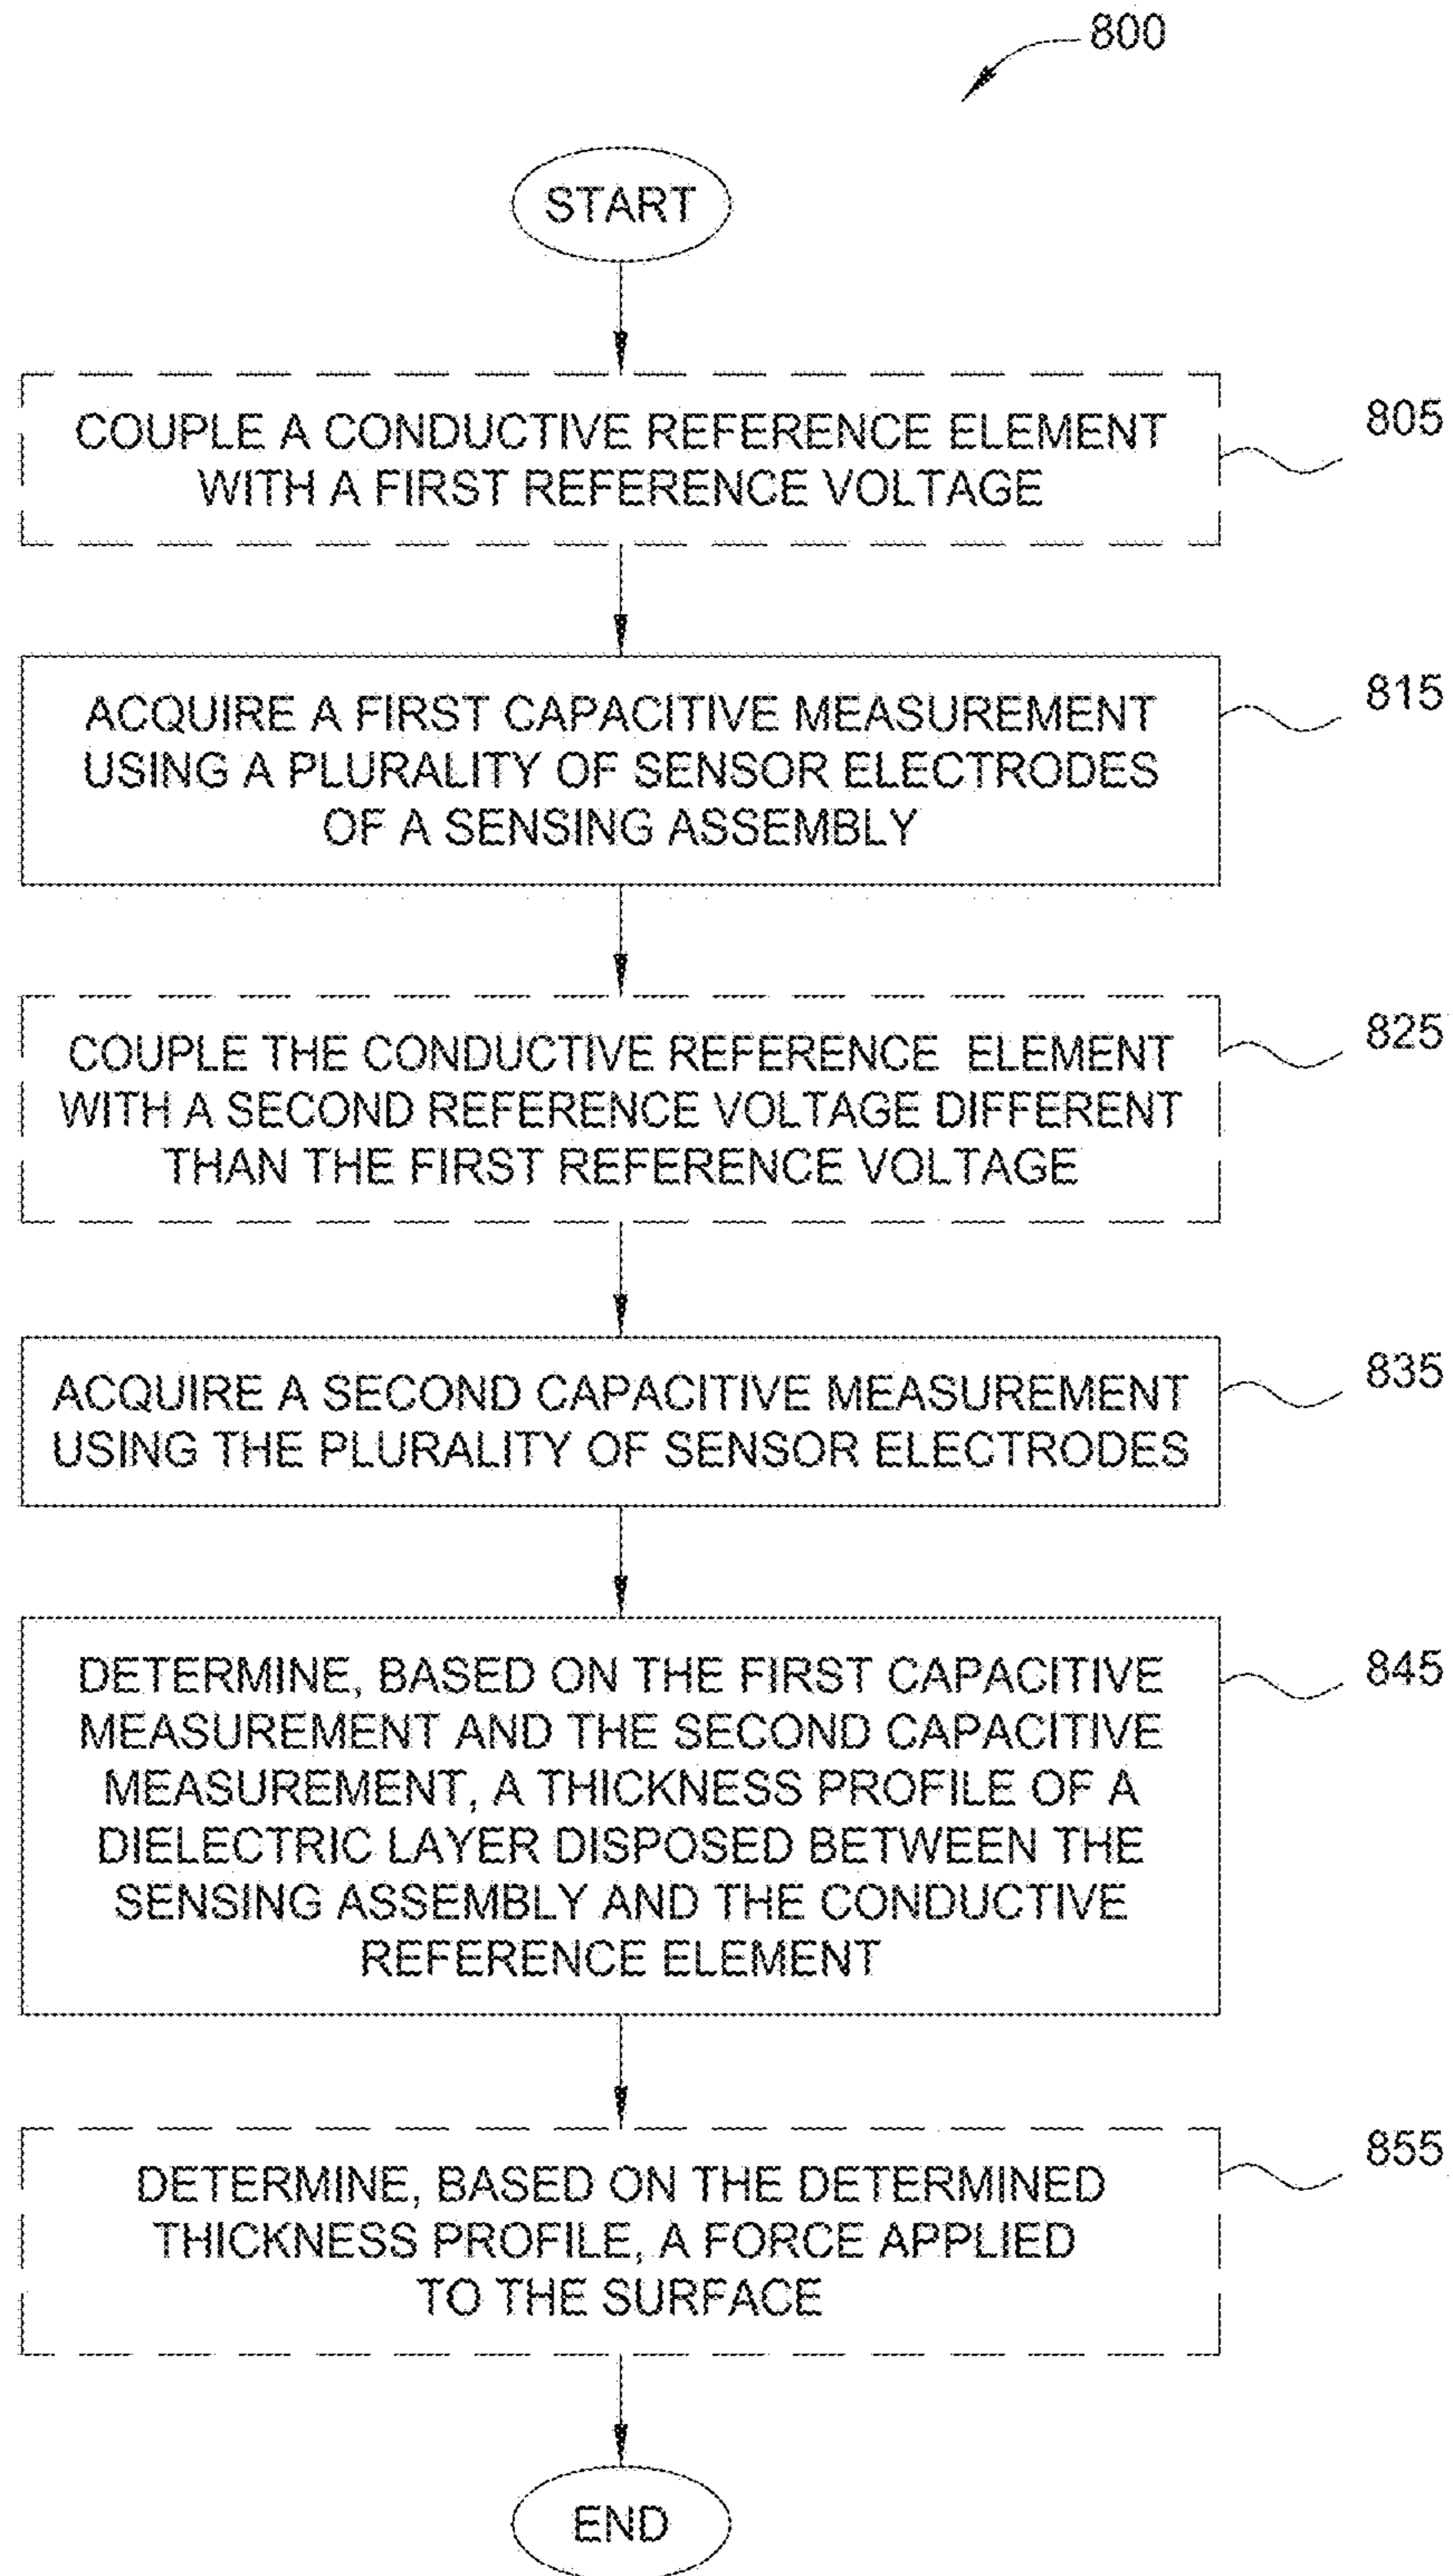 800
START
COUPLE A CONDUCTIVE REFERENCE ELEMENT
WITH A FIRST REFERENCE VOLTAGE
805
ACQUIRE A FIRST CAPACITIVE MEASUREMENT
USING A PLURALITY OF SENSOR ELECTRODES
OF A SENSING ASSEMBLY
815
COUPLE THE CONDUCTIVE REFERENCE ELEMENT
WITH A SECOND REFERENCE VOLTAGE DIFFERENT
THAN THE FIRST REFERENCE VOLTAGE
825
ACQUIRE A SECOND CAPACITIVE MEASUREMENT
USING THE PLURALITY OF SENSOR ELECTRODES
835
DETERMINE, BASED ON THE FIRST CAPACITIVE
MEASUREMENT AND THE SECOND CAPACITIVE
MEASUREMENT, A THICKNESS PROFILE OF A
DIELECTRIC LAYER DISPOSED BETWEEN THE
SENSING ASSEMBLY AND THE CONDUCTIVE
REFERENCE ELEMENT
845
DETERMINE, BASED ON THE DETERMINED
THICKNESS PROFILE, A FORCE APPLIED
TO THE SURFACE
855
END